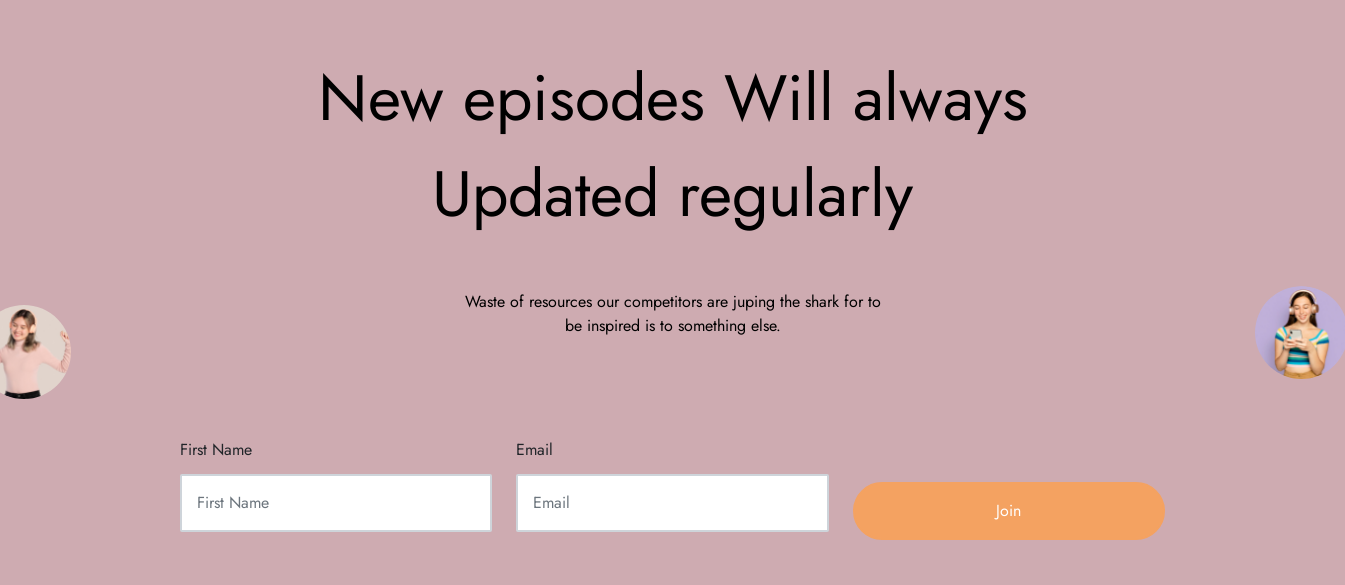 New episodes Will always
Updated regularly
Waste of resources our competitors are juping the shark for to
be inspired is to something else.
First Name
Email
First Name
Email
Join